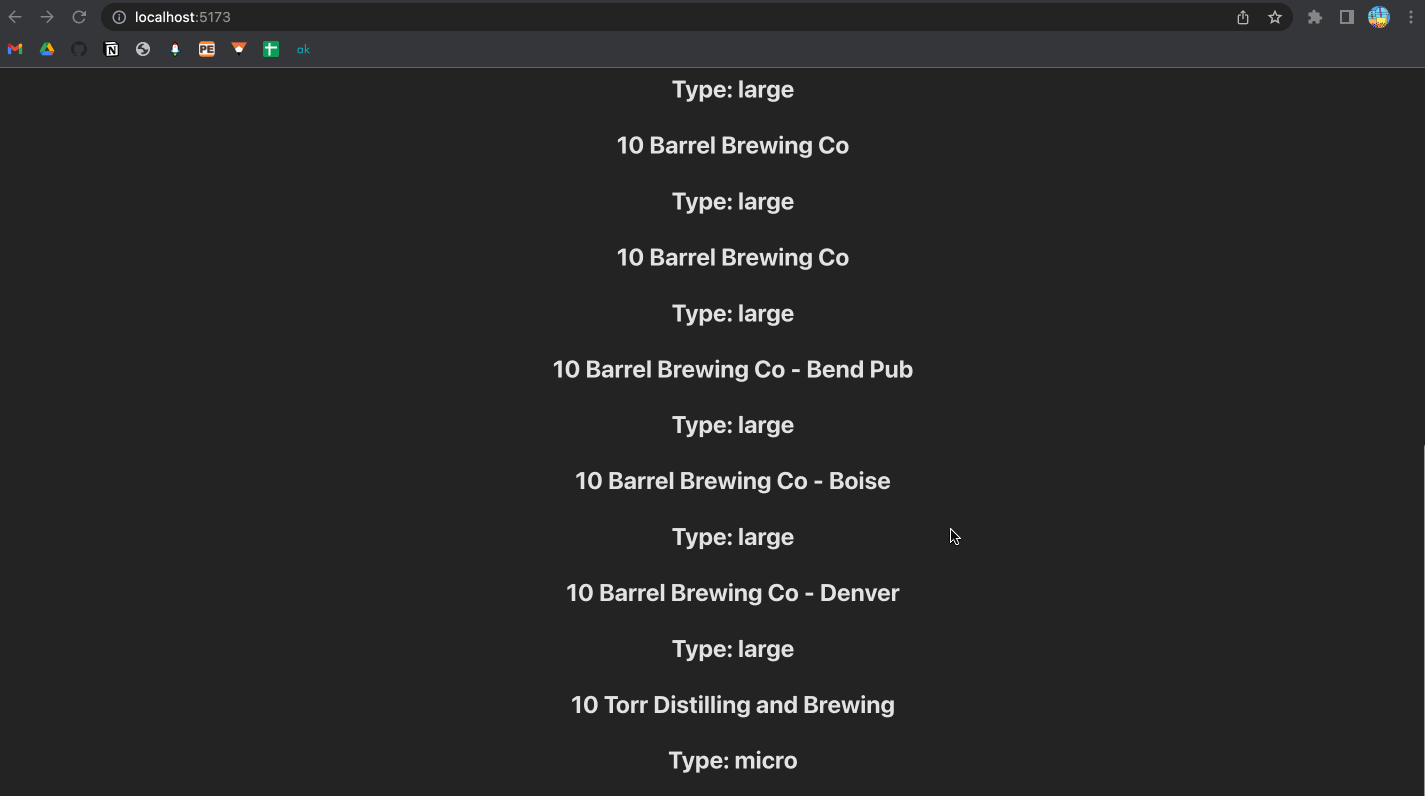 localhost:5173
N
PE
ak
Type: large
10 Barrel Brewing Co
Type: large
10 Barrel Brewing Co
Type: large
10 Barrel Brewing Co - Bend Pub
Type: large
10 Barrel Brewing Co - Boise
Type: large
10 Barrel Brewing Co - Denver
Type: large
10 Torr Distilling and Brewing
Type: micro